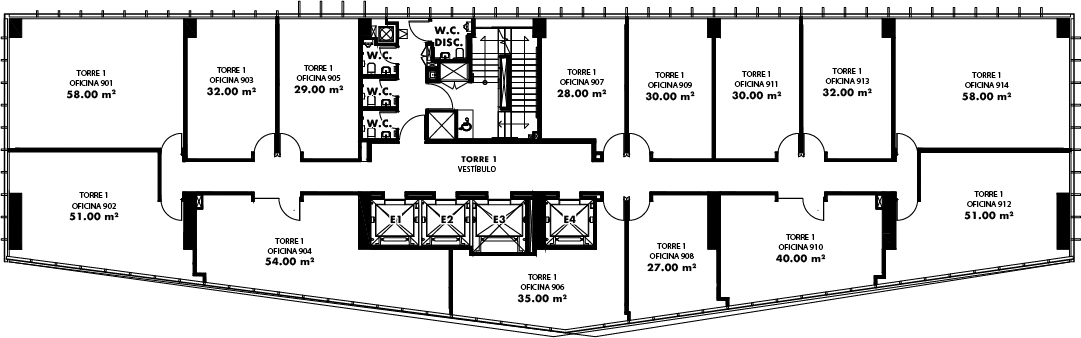 TORRE 1
OFICINA 901
58.00 m²
TORRE 1
OFICINA 903
32.00 m²
TORRE 1
OFICINA 905
29.00 m²
W.C.
W.C.
W.C.
W.C.
DISC.
TORRE 1
OFICINA 907
28.00 m²
TORRE 1
OFICINA 909
30.00 m²
TORRE 1
OFICINA 911
30.00 m²
TORRE 1
OFICINA 913
32.00 m²
TORRE 1
OFICINA 914
58.00 m²
TORRE 1
VESTÍBULO
TORRE 1
OFICINA 902
51.00 m²
TORRE 1
OFICINA 904
54.00 m²
E1
E2
E3
E4
TORRE 1
OFICINA 906
35.00 m²
TORRE 1
OFICINA 908
27.00 m²
TORRE 1
OFICINA 910
40.00 m²
TORRE 1
OFICINA 912
51.00 m²